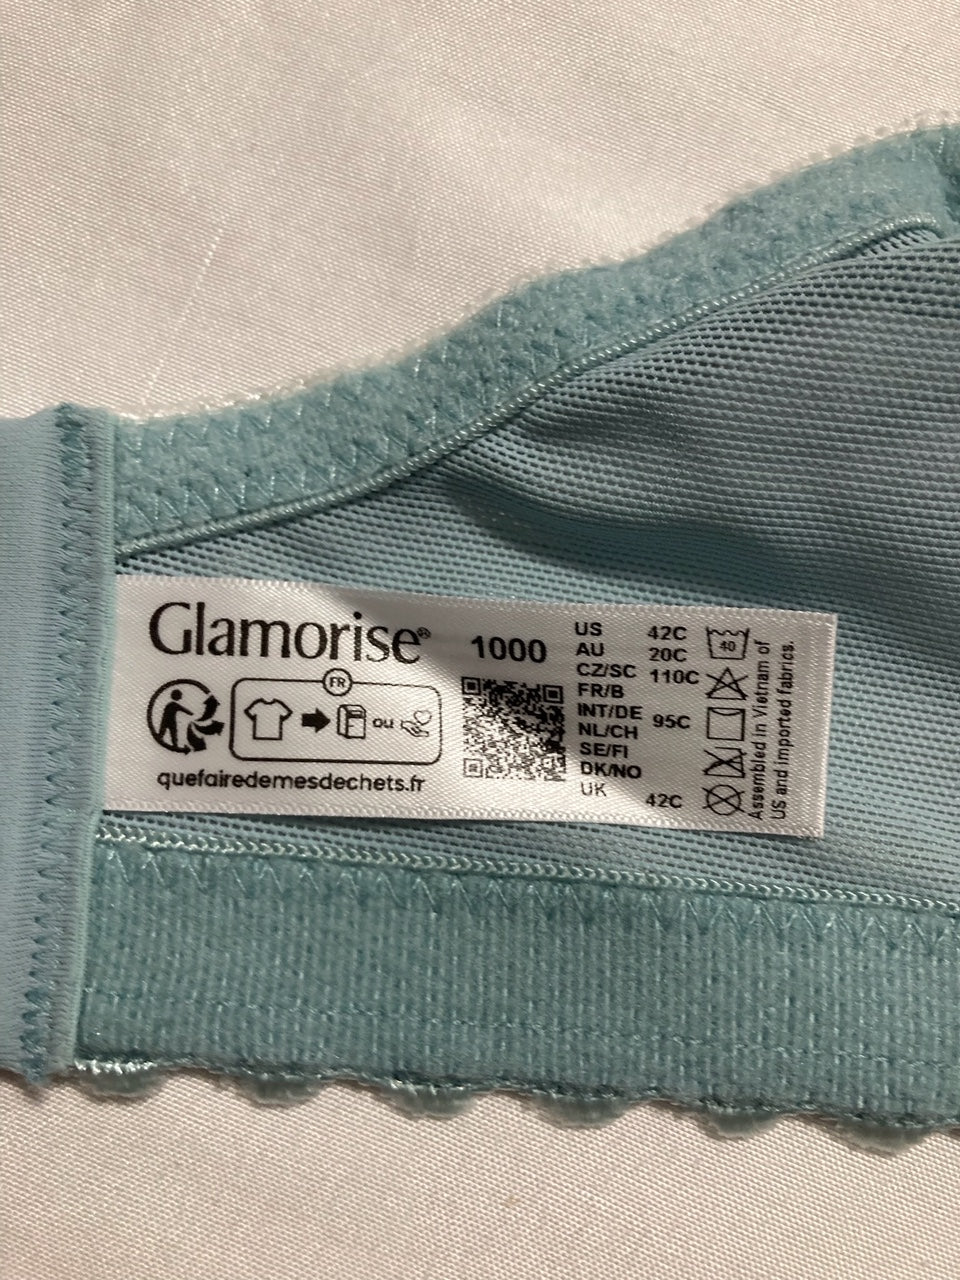 Glamorise®
1000
FR
ou
quefairedemesdechets.fr
US 42C
AU 20C
CZ/SC 110C
FR/B
INT/DE 95C
NL/CH
SE/FI
DK/NO
UK 42C
40
Assembled in Vietnam of
US and imported fabrics.